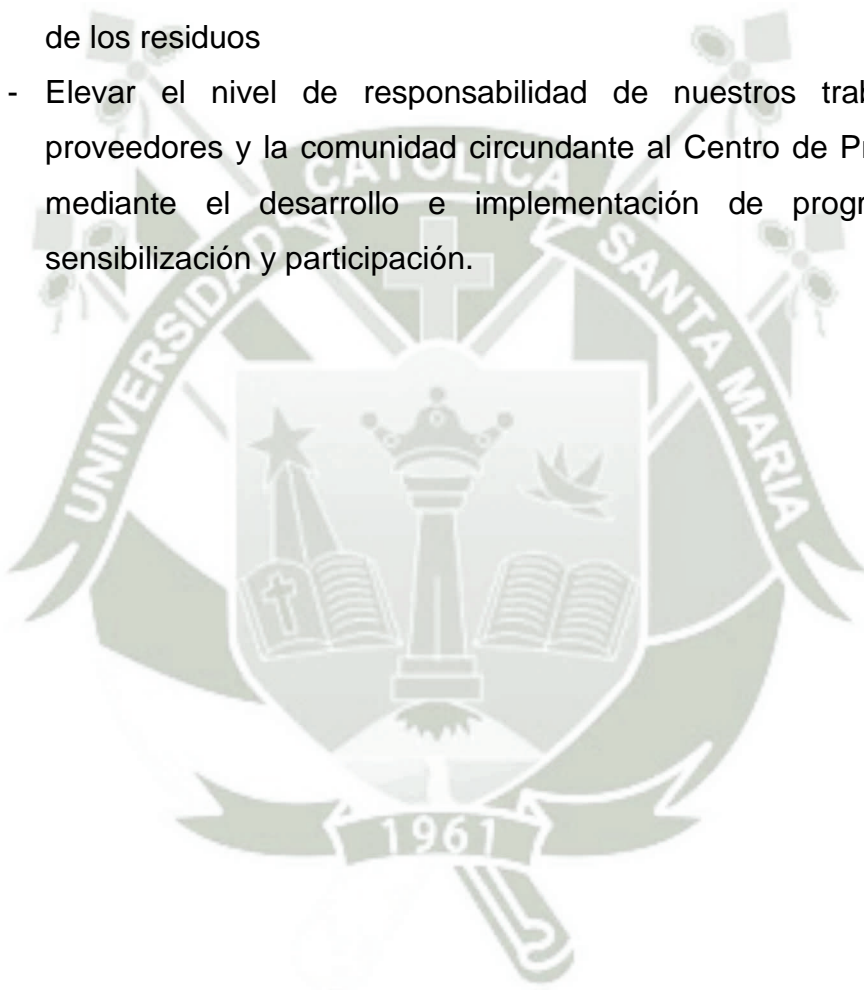 de los residuos
- Elevar el nivel de responsabilidad de nuestros
proveedores y la comunidad circundante al Centro de
mediante el desarrollo e implementación de
sensibilización y participación.
UNIVERSIDAD CATOLICA SANTA MARIA
1961